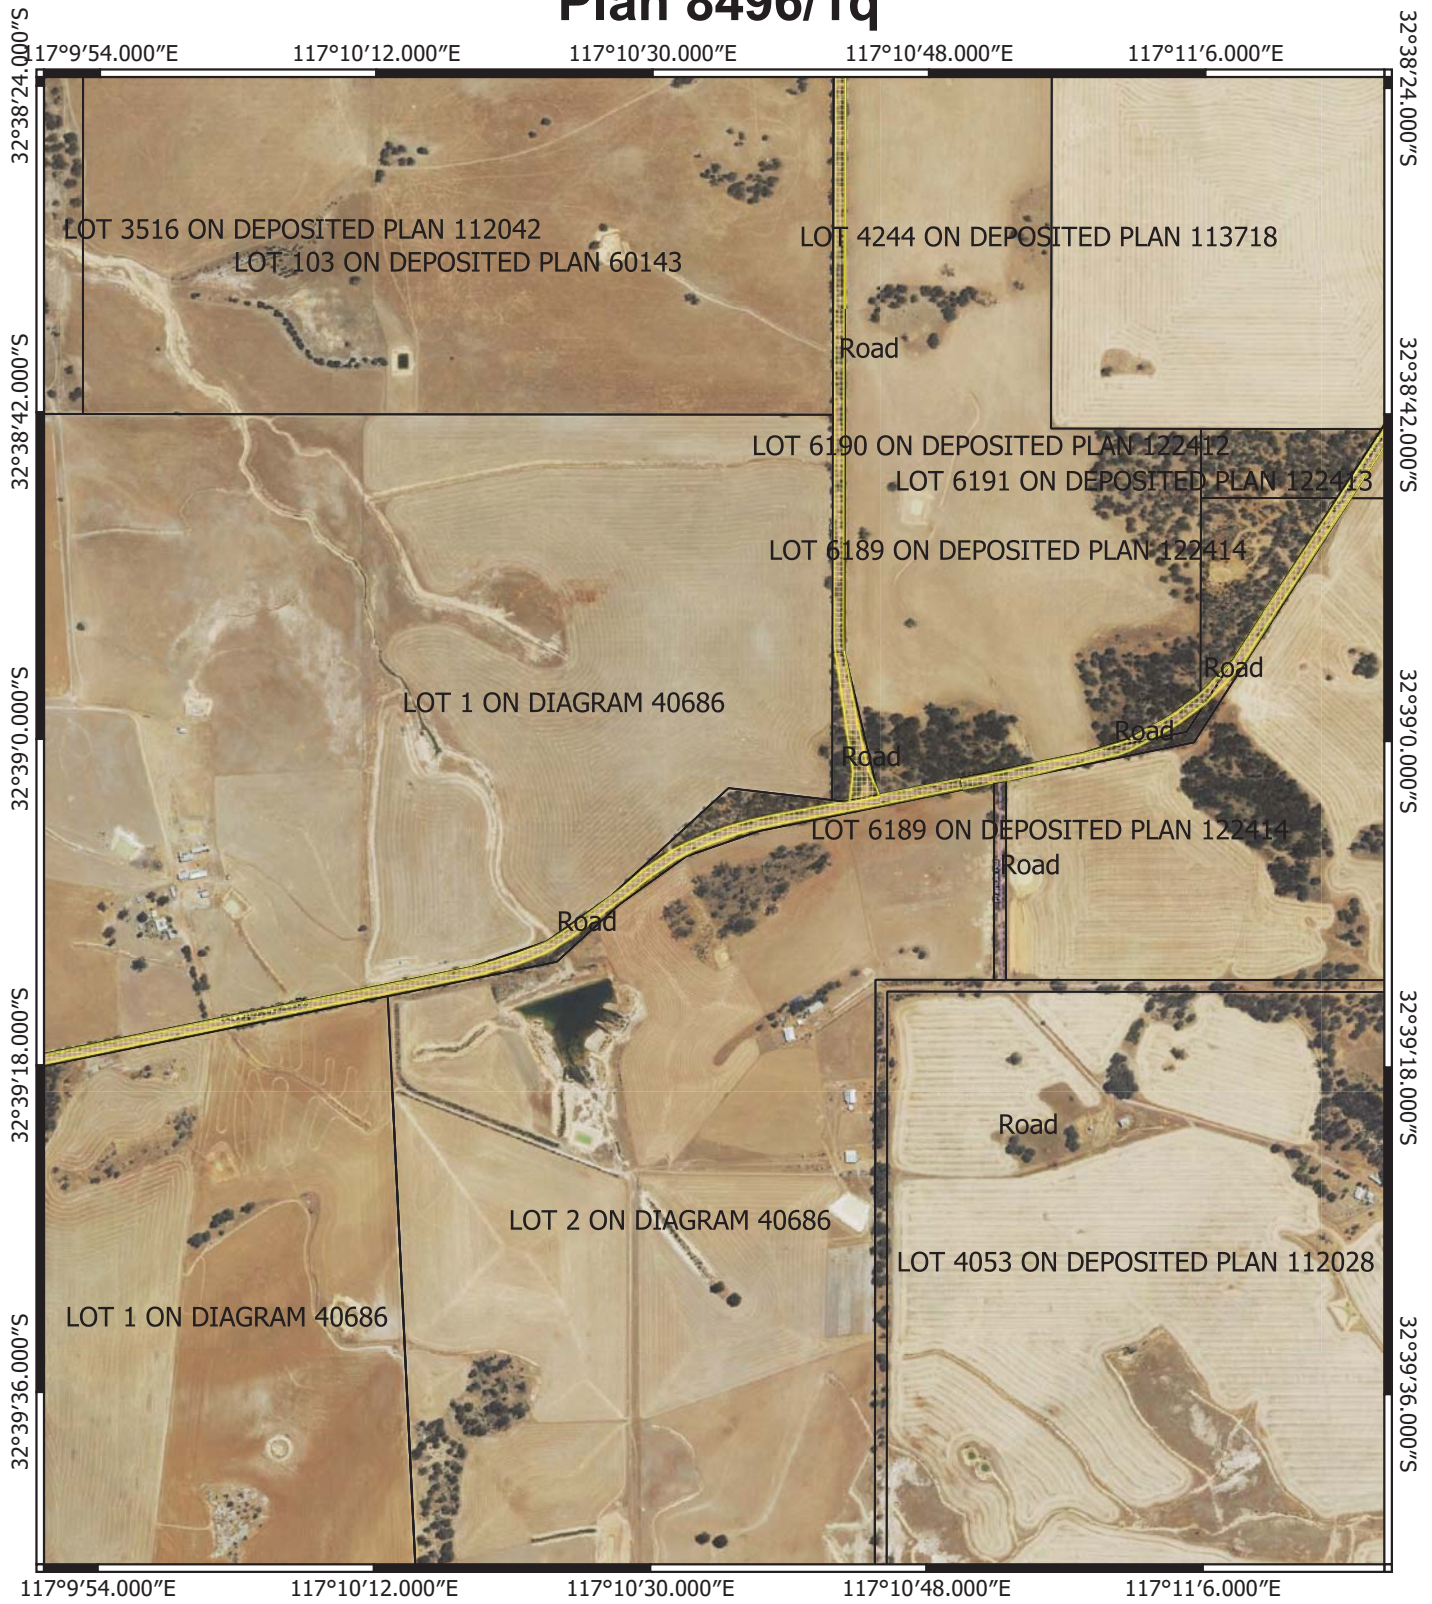 Plan 8496/1q
117°9′54.000″E 117°10′12.000″E 117°10′30.000″E 117°10′48.000″E 117°11′6.000″E
32°38′24.000″S
32°38′24.000″S
LOT 3516 ON DEPOSITED PLAN 112042
LOT 4244 ON DEPOSITED PLAN 113718
LOT 103 ON DEPOSITED PLAN 60143
Road
32°38′42.000″S
32°38′42.000″S
LOT 6190 ON DEPOSITED PLAN 122412
LOT 6191 ON DEPOSITED PLAN 122413
LOT 6189 ON DEPOSITED PLAN 122414
Road
LOT 1 ON DIAGRAM 40686
Road
32°39′0.000″S
32°39′0.000″S
Road
LOT 6189 ON DEPOSITED PLAN 122414
Road
Road
32°39′18.000″S
32°39′18.000″S
Road
LOT 2 ON DIAGRAM 40686
LOT 4053 ON DEPOSITED PLAN 112028
LOT 1 ON DIAGRAM 40686
32°39′36.000″S
32°39′36.000″S
117°9′54.000″E 117°10′12.000″E 117°10′30.000″E 117°10′48.000″E 117°11′6.000″E